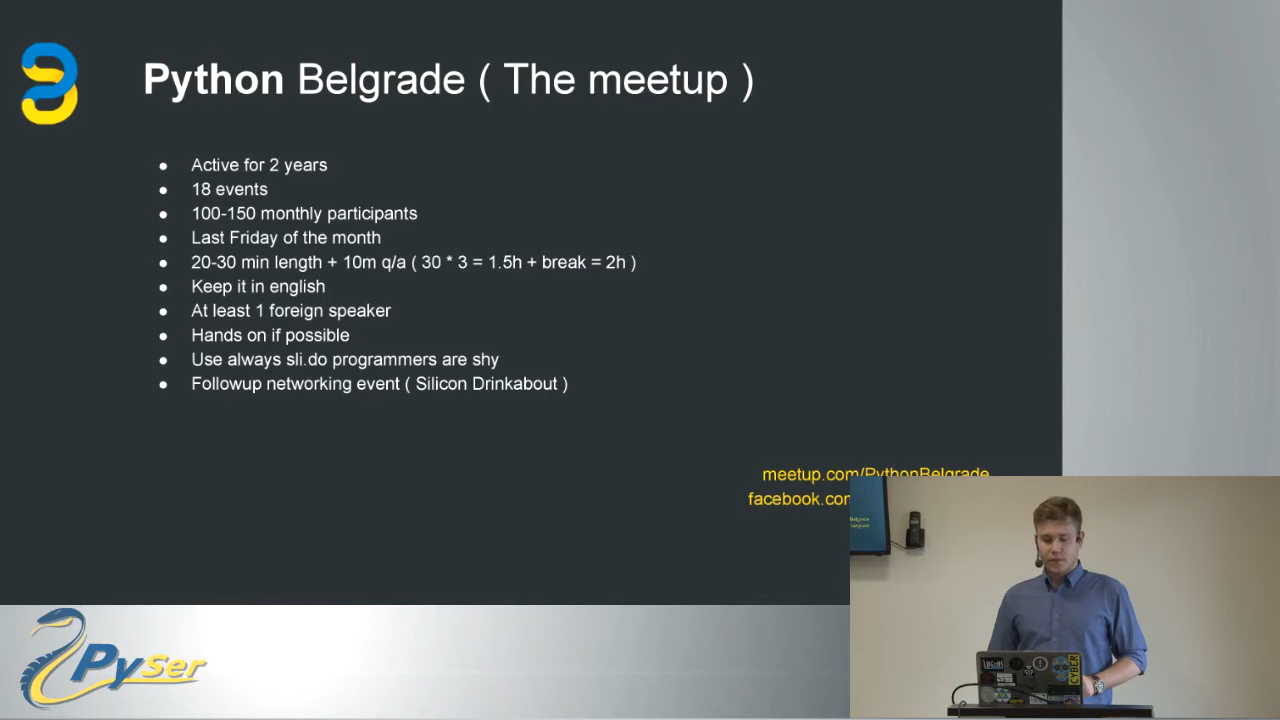 Python Belgrade ( The meetup )
● Active for 2 years
● 18 events
● 100-150 monthly participants
● Last Friday of the month
● 20-30 min length + 10m q/a ( 30 * 3 = 1.5h + break = 2h )
● Keep it in english
● At least 1 foreign speaker
● Hands on if possible
● Use always sli.do programmers are shy
● Followup networking event ( Silicon Drinkabout )
meetup.com/PythonBelgrade
facebook.com
Belgrade
PySer
CYBER